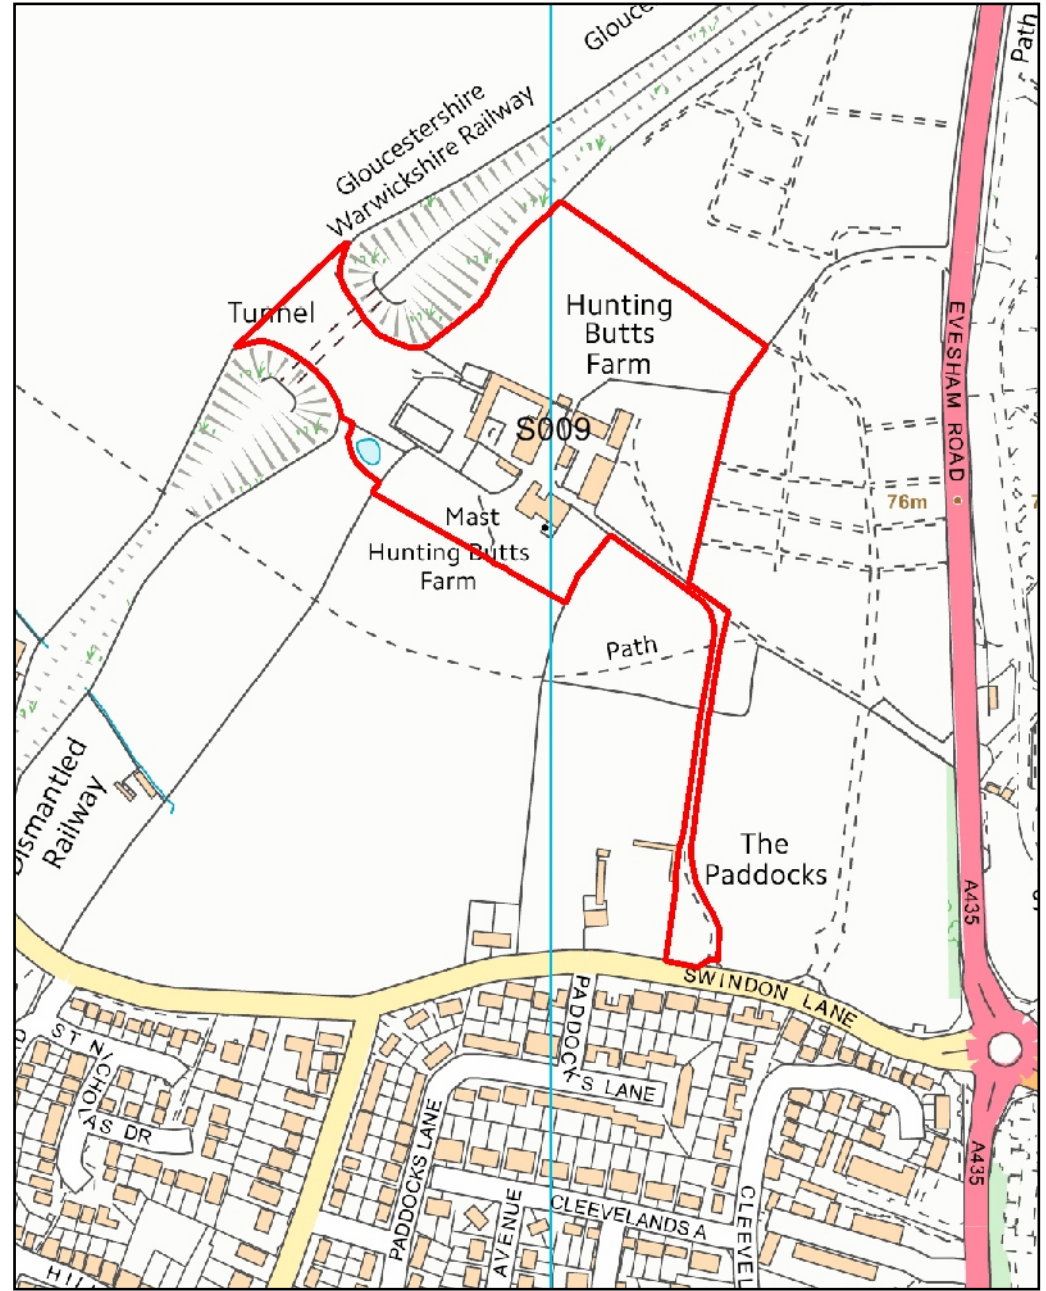 Glouce
Path
Gloucestershire
Warwickshire Railway
Tunnel
Hunting
Butts
Farm
EVESHAM ROAD
S009
76m
Mast
Hunting Butts
Farm
Path
Dismantled
Railway
The
Paddocks
A435
SWINDON LANE
PADDOCKS LANE
ST NICHOLAS DR
PADDOCKS LANE
A435
CLEEVELANDS A
AVENUE
CLEEVEL